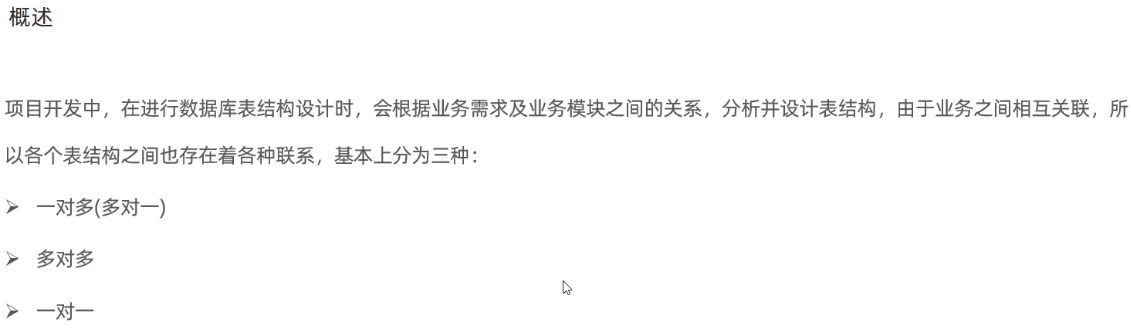 概述
项目开发中，在进行数据库表结构设计时，会根据业务需求及业务模块之间的关系，分析并设计表结构，由于业务之间相互关联，所
以各个表结构之间也存在着各种联系，基本上分为三种：
➢ 一对多(多对一)
➢ 多对多
➢ 一对一